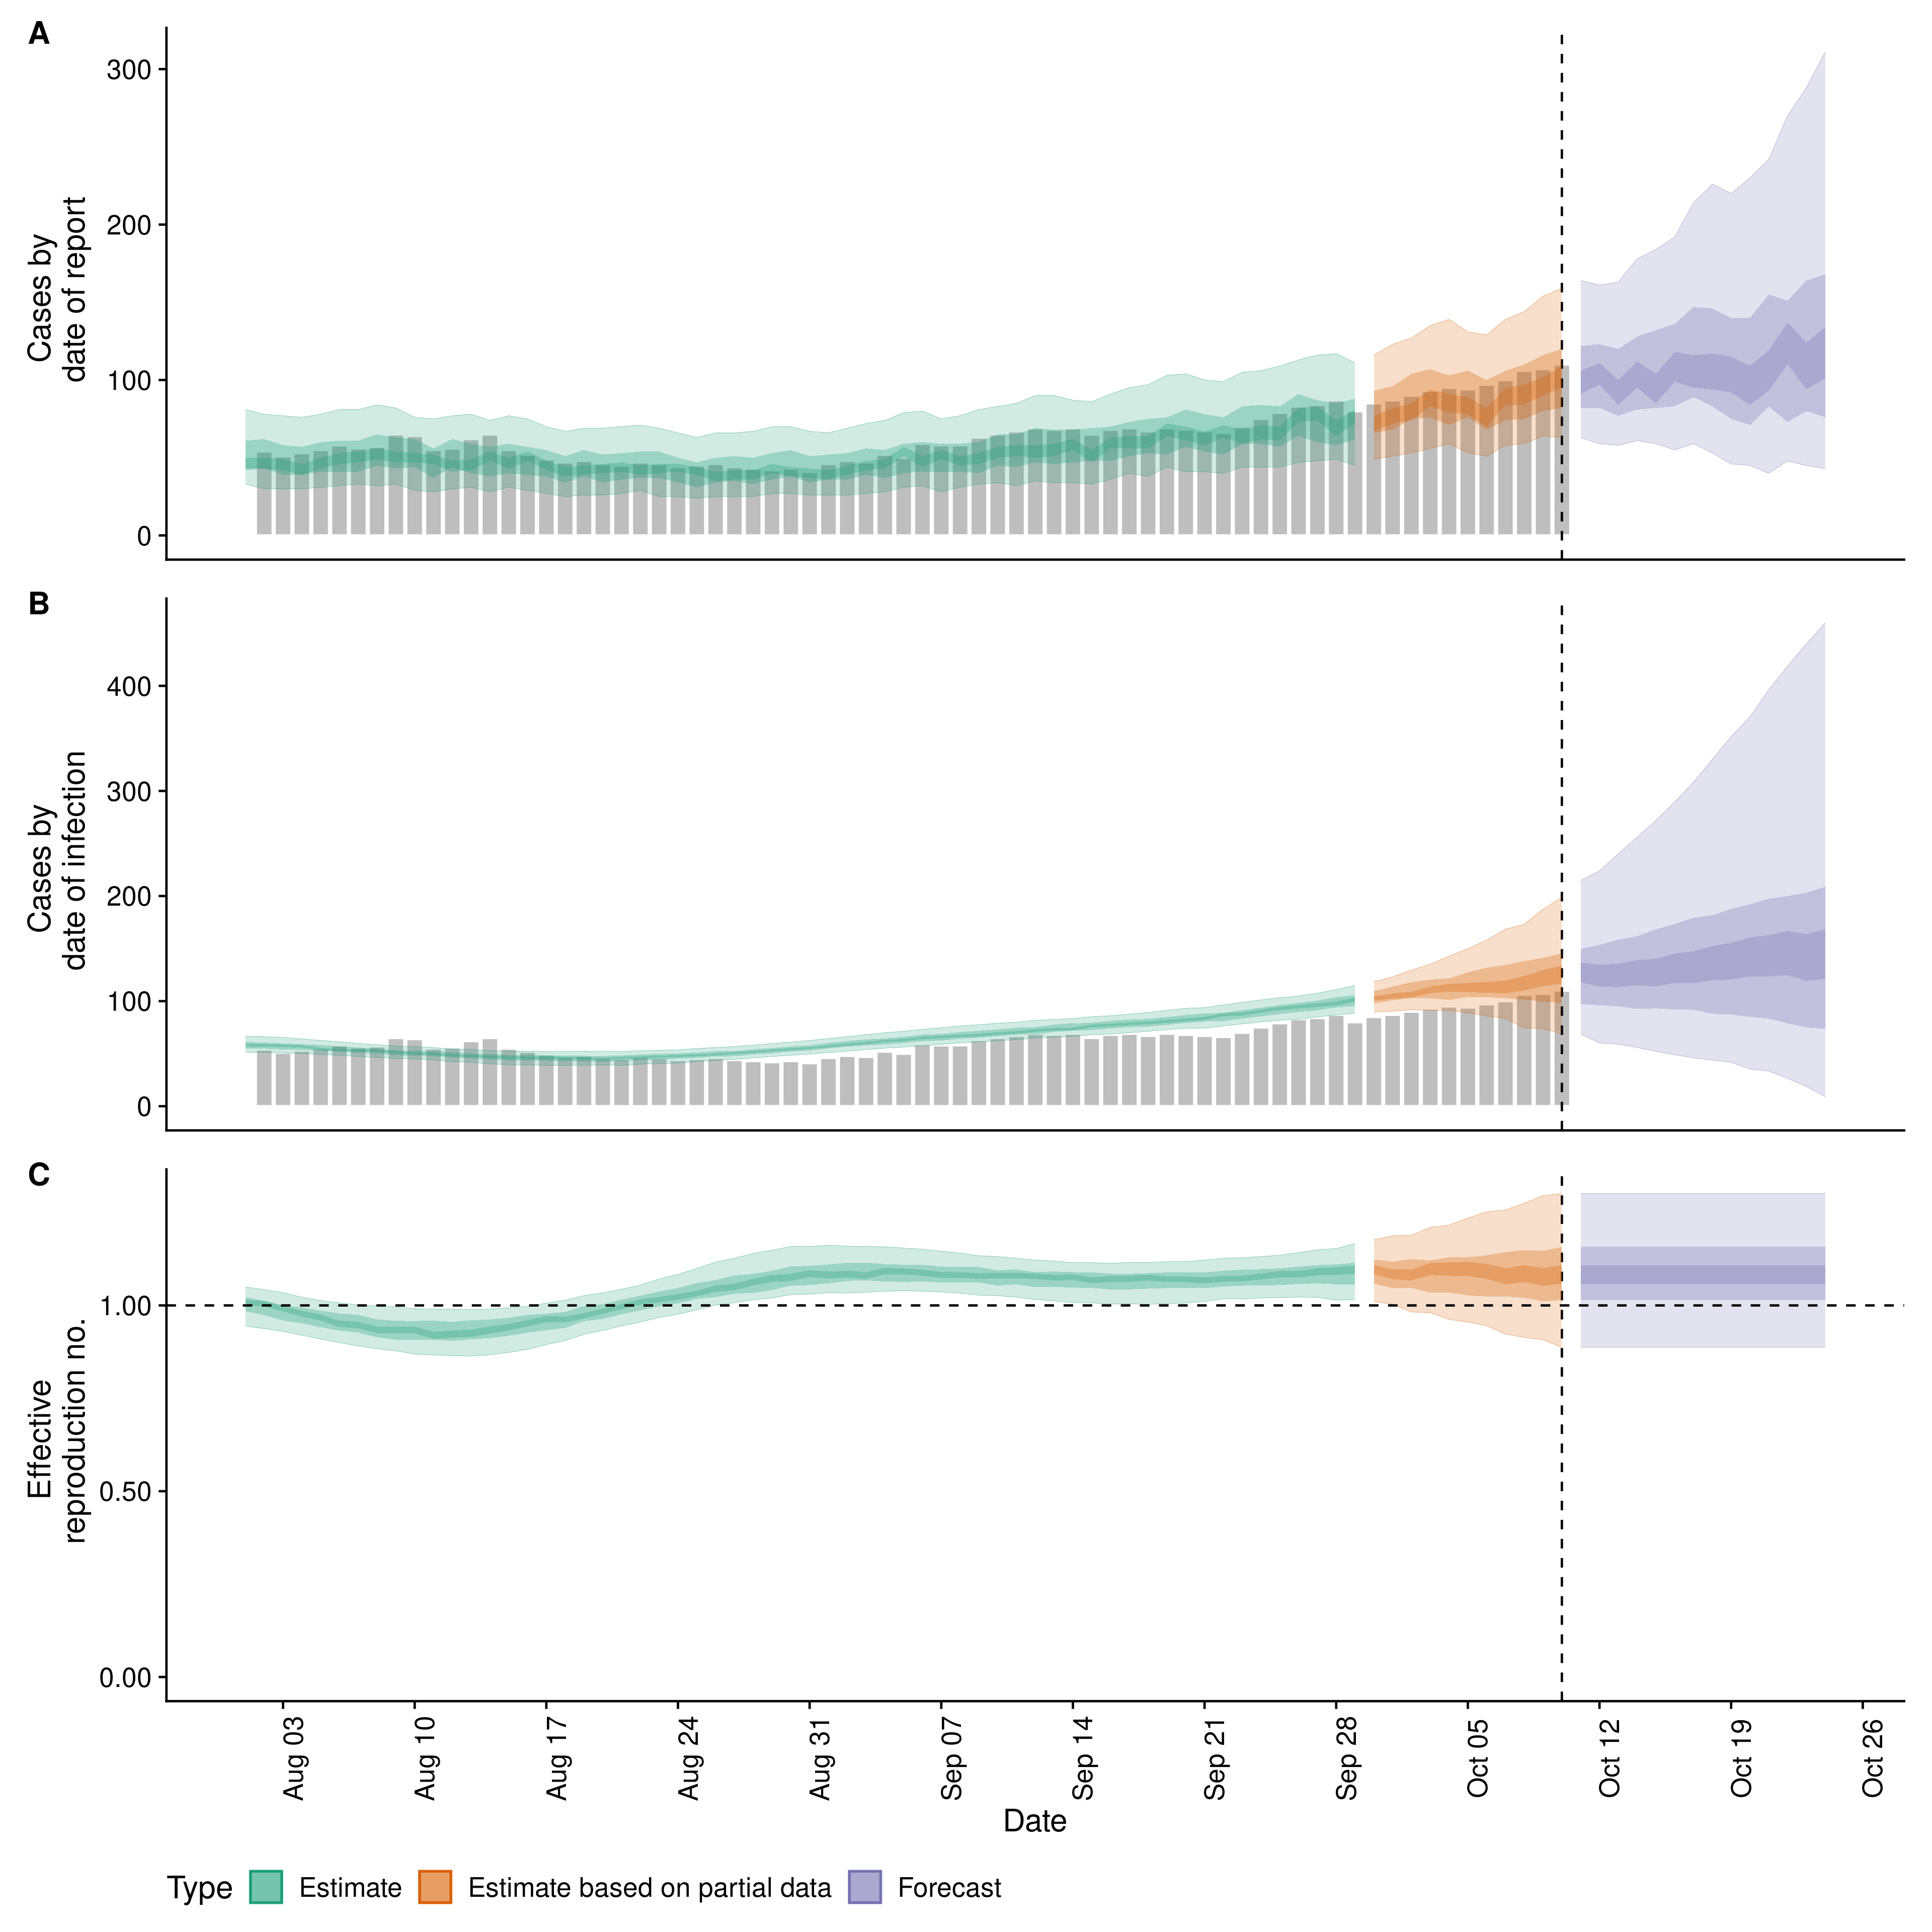 A
300
200
100
0
Cases by
date of report
B
400
300
200
100
0
Cases by
date of infection
C
1.00
0.50
0.00
Effective
reproduction no.
Aug 03
Aug 10
Aug 17
Aug 24
Aug 31
Sep 07
Sep 14
Sep 21
Sep 28
Oct 05
Oct 12
Oct 19
Oct 26
Date
Type Estimate Estimate based on partial data Forecast